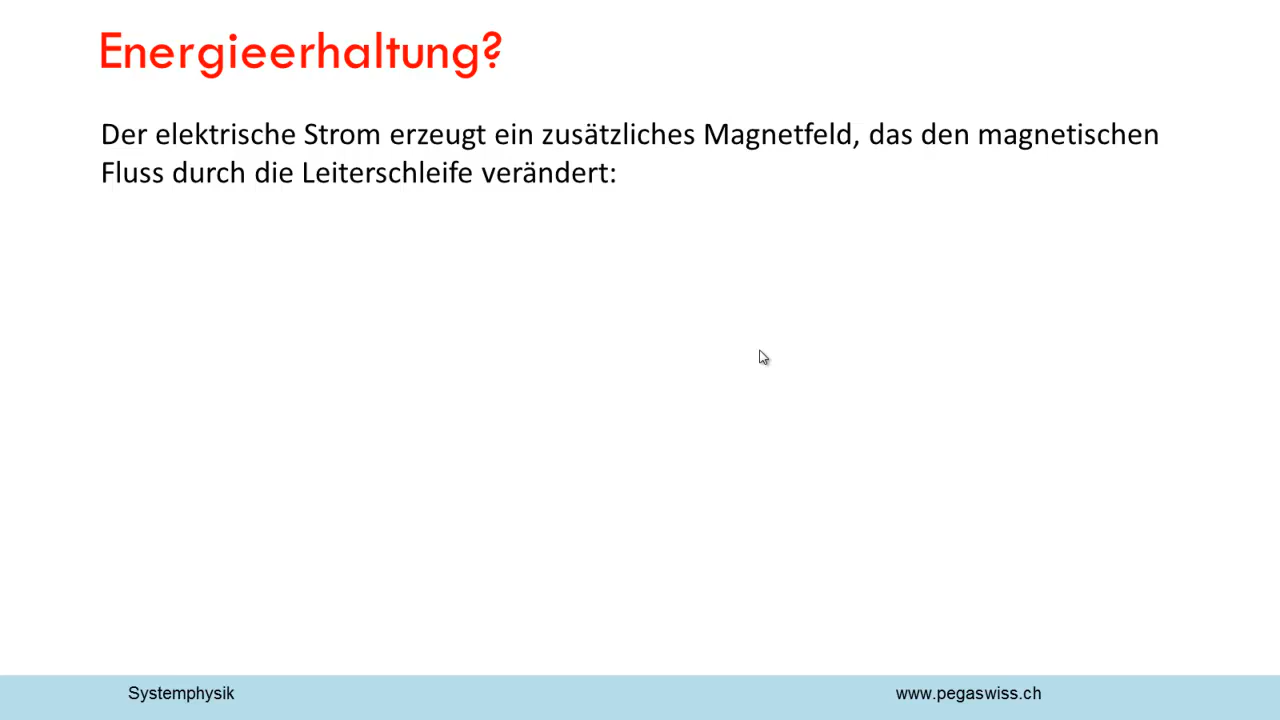 Energieerhaltung?
Der elektrische Strom erzeugt ein zusätzliches Magnetfeld, das den magnetischen
Fluss durch die Leiterschleife verändert:
Systemphysik
www.pegaswiss.ch